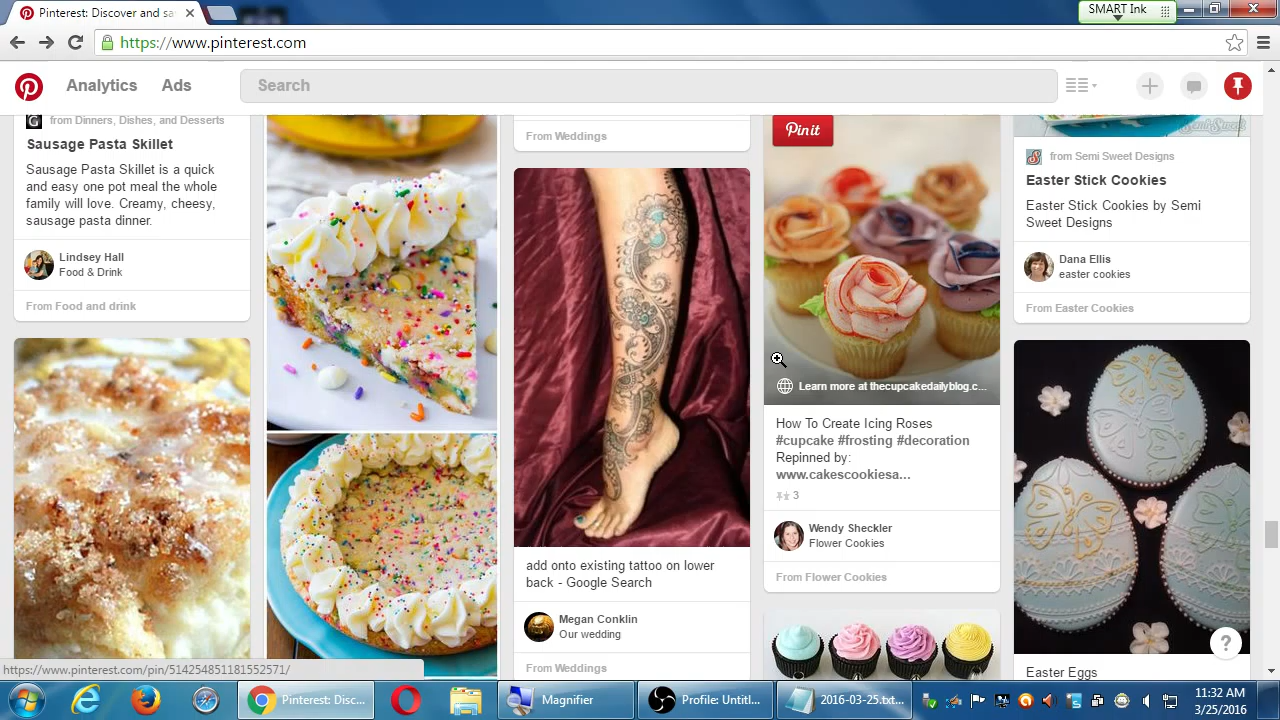 Pinterest: Discover and sa
SMART Ink
https://www.pinterest.com
Analytics
Ads
Search
from Dinners, Dishes, and Desserts
Sausage Pasta Skillet
Sausage Pasta Skillet is a quick
and easy one pot meal the whole
family will love. Creamy, cheesy,
sausage pasta dinner.
Lindsey Hall
Food & Drink
From Food and drink
From Weddings
add onto existing tattoo on lower
back - Google Search
Megan Conklin
Our wedding
From Weddings
Pin it
Learn more at thecupcakedailyblog.c...
How To Create Icing Roses
#cupcake #frosting #decoration
Repinned by:
www.cakescookiesa...
3
Wendy Sheckler
Flower Cookies
From Flower Cookies
SemiSweet
from Semi Sweet Designs
Easter Stick Cookies
Easter Stick Cookies by Semi
Sweet Designs
Dana Ellis
easter cookies
From Easter Cookies
Easter Eggs
?
https://www.pinterest.com/pin/514254851181552571/
Pinterest: Disc...
Magnifier
Profile: Untitl...
2016-03-25.txt...
11:32 AM
3/25/2016